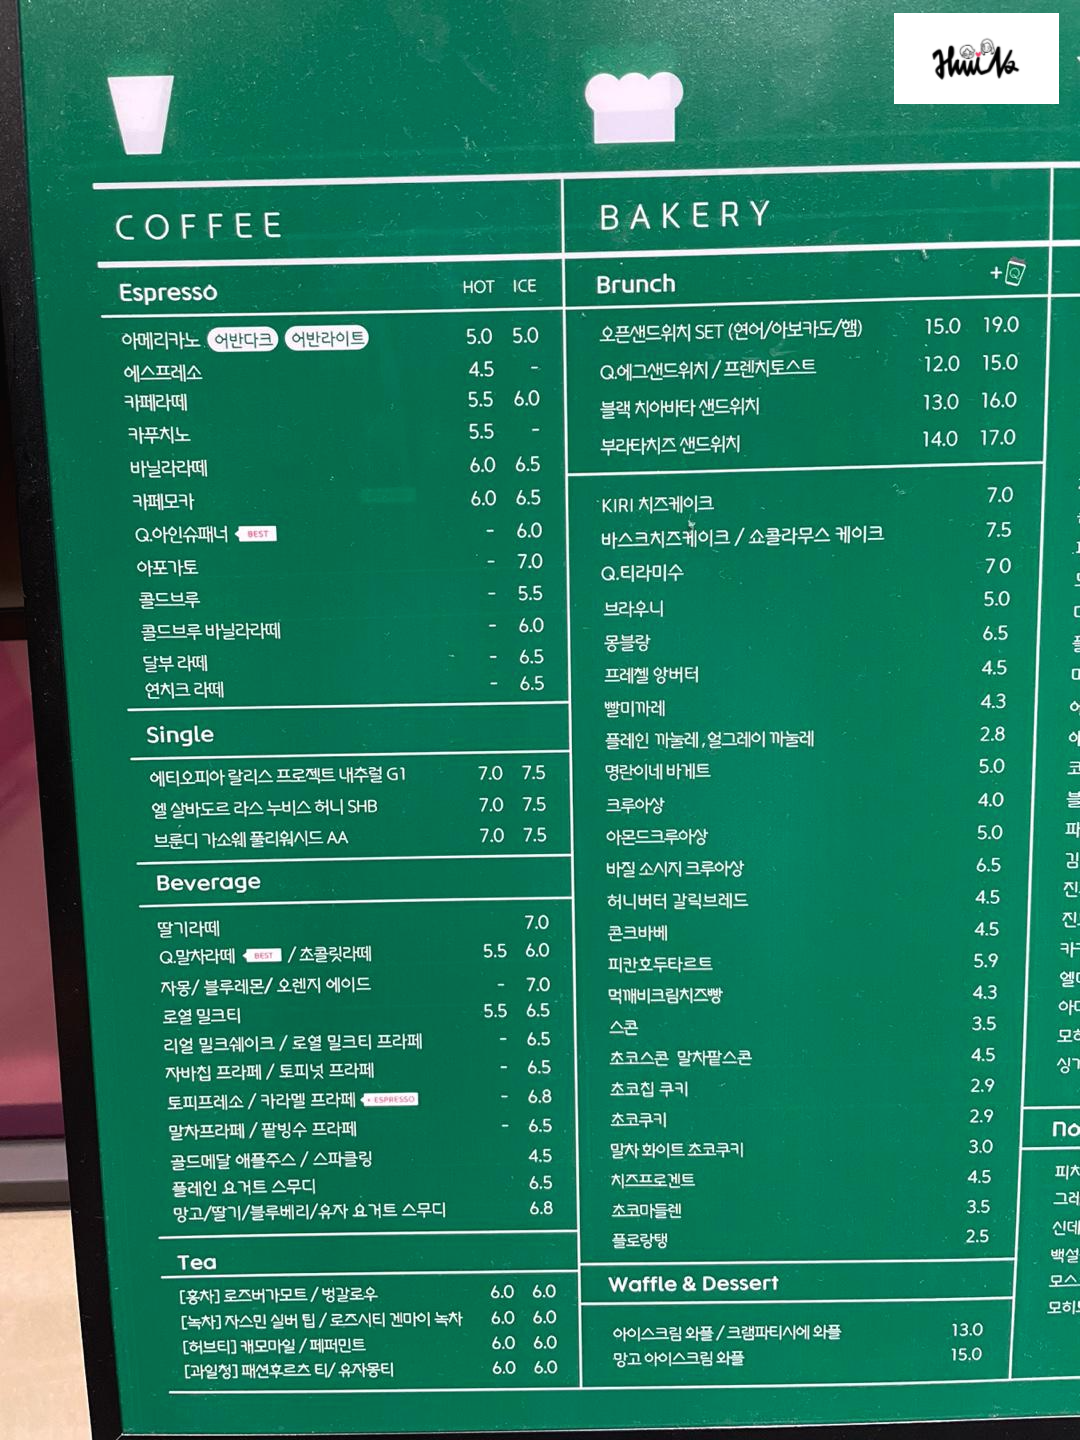 Hui Na
COFFEE
Espresso HOT ICE
아메리카노 어반다크 어반라이트 5.0 5.0
에스프레소 4.5 -
카페라떼 5.5 6.0
카푸치노 5.5 -
바닐라라떼 6.0 6.5
카페모카 6.0 6.5
Q.아인슈패너 BEST - 6.0
아포가토 - 7.0
콜드브루 - 5.5
콜드브루 바닐라라떼 - 6.0
달부 라떼 - 6.5
연치크 라떼 - 6.5
Single
에티오피아 랄리스 프로젝트 내추럴 G1 7.0 7.5
엘 살바도르 라스 누비스 허니 SHB 7.0 7.5
브룬디 가소웨 풀리워시드 AA 7.0 7.5
Beverage
딸기라떼 7.0
Q.말차라떼 BEST / 초콜릿라떼 5.5 6.0
자몽/ 블루레몬/ 오렌지 에이드 - 7.0
로열 밀크티 5.5 6.5
리얼 밀크쉐이크 / 로열 밀크티 프라페 - 6.5
자바칩 프라페 / 토피넛 프라페 - 6.5
토피프레소 / 카라멜 프라페 + ESPRESSO - 6.8
말차프라페 / 팥빙수 프라페 - 6.5
골드메달 애플주스 / 스파클링 4.5
플레인 요거트 스무디 6.5
망고/딸기/블루베리/유자 요거트 스무디 6.8
Tea
[홍차] 로즈버가모트 / 벙갈로우 6.0 6.0
[녹차] 자스민 실버 팁 / 로즈시티 겐마이 녹차 6.0 6.0
[허브티] 캐모마일 / 페퍼민트 6.0 6.0
[과일청] 패션후르츠 티/ 유자몽티 6.0 6.0
BAKERY
Brunch + Q
오픈샌드위치 SET (연어/아보카도/햄) 15.0 19.0
Q.에그샌드위치 / 프렌치토스트 12.0 15.0
블랙 치아바타 샌드위치 13.0 16.0
부라타치즈 샌드위치 14.0 17.0
KIRI 치즈케이크 7.0
바스크치즈케이크 / 쇼콜라무스 케이크 7.5
Q.티라미수 7 0
브라우니 5.0
몽블랑 6.5
프레첼 앙버터 4.5
빨미까레 4.3
플레인 까눌레 , 얼그레이 까눌레 2.8
명란이네 바게트 5.0
크루아상 4.0
아몬드크루아상 5.0
바질 소시지 크루아상 6.5
허니버터 갈릭브레드 4.5
콘크바베 4.5
피칸호두타르트 5.9
먹깨비크림치즈빵 4.3
스콘 3.5
초코스콘 말차팥스콘 4.5
초코칩 쿠키 2.9
초코쿠키 2.9
말차 화이트 초코쿠키 3.0
치즈프로겐트 4.5
초코마들렌 3.5
플로랑탱 2.5
Waffle & Dessert
아이스크림 와플 / 크램파티시에 와플 13.0
망고 아이스크림 와플 15.0